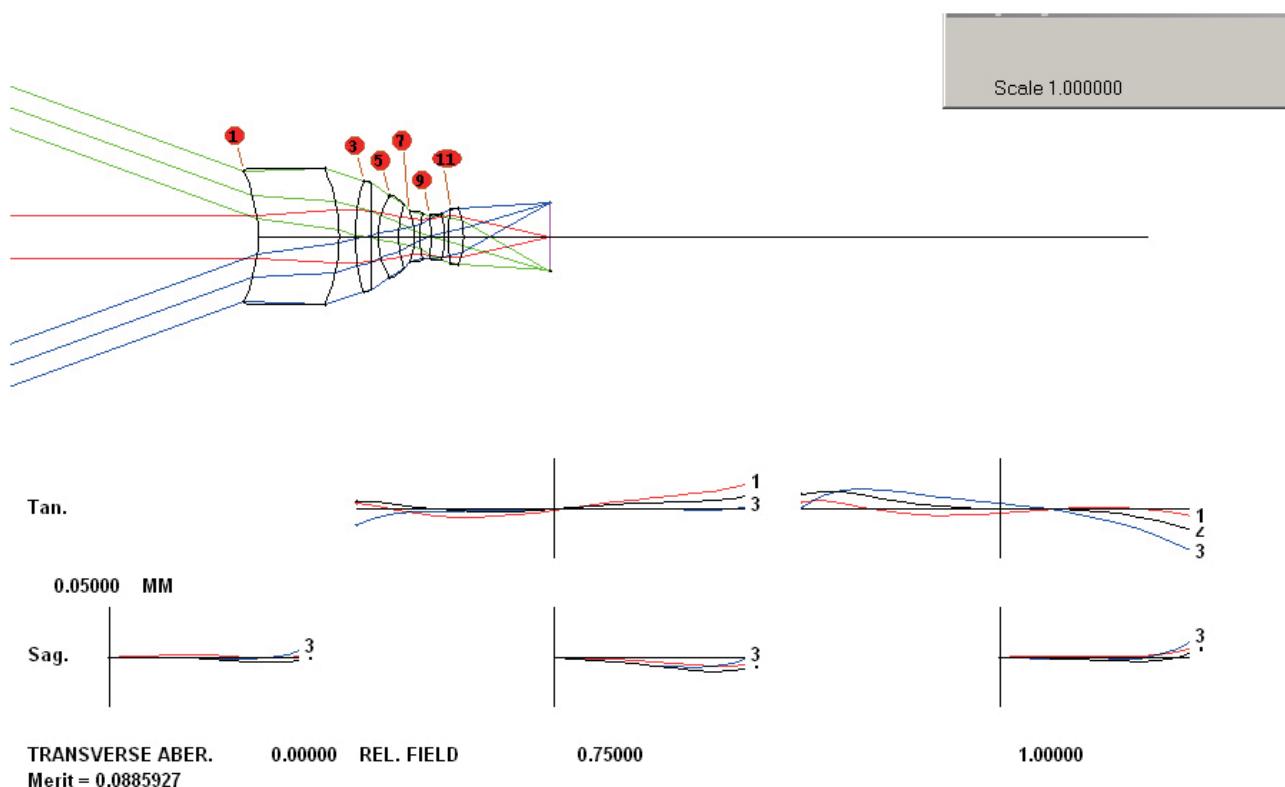 Scale 1.000000
1
3
5
7
9
11
Tan.
1
3
1
2
3
0.05000 MM
Sag.
3
3
3
TRANSVERSE ABER. 0.00000 REL. FIELD 0.75000 1.00000
Merit = 0.0885927